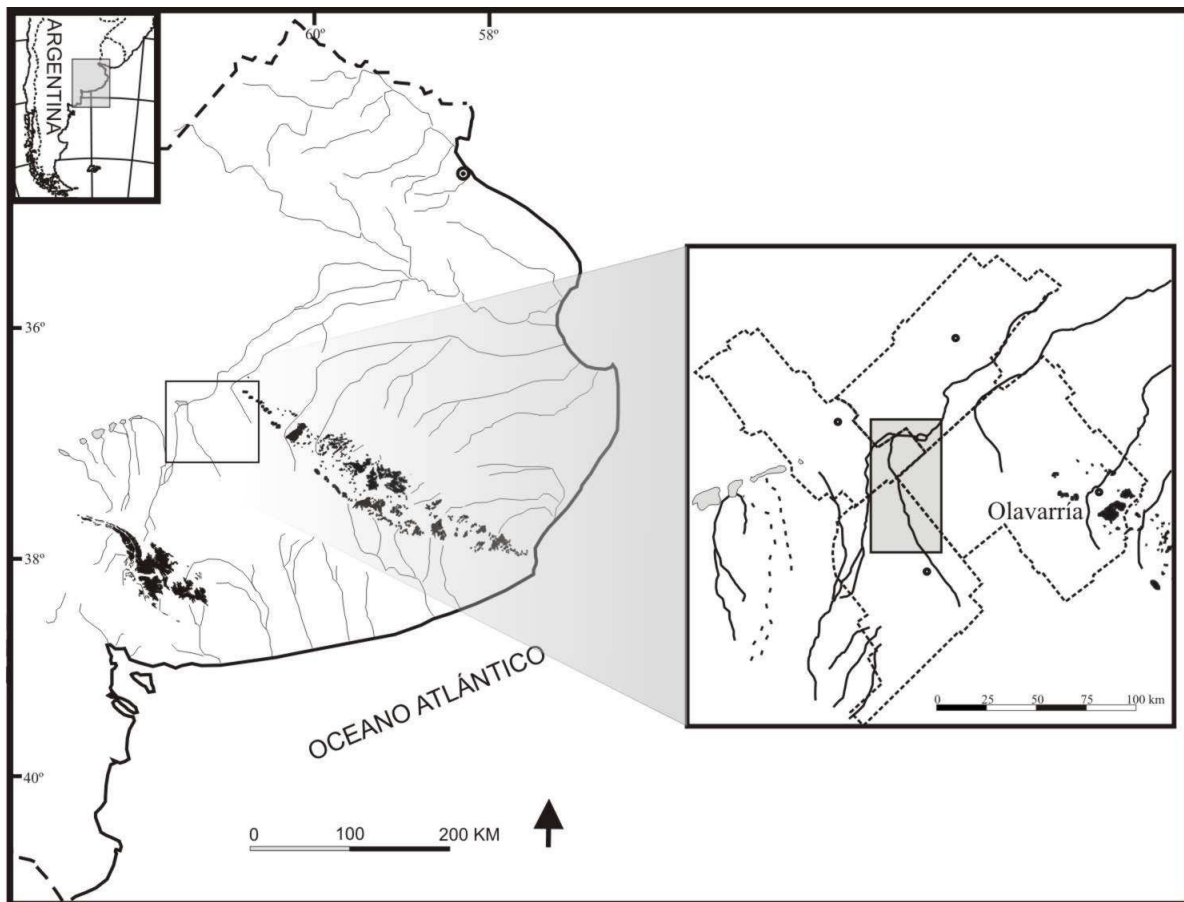 ARGENTINA
60º
58º
36º
38º
40º
OCEANO ATLÁNTICO
0 100 200 KM
Olavarría
0 25 50 75 100 km